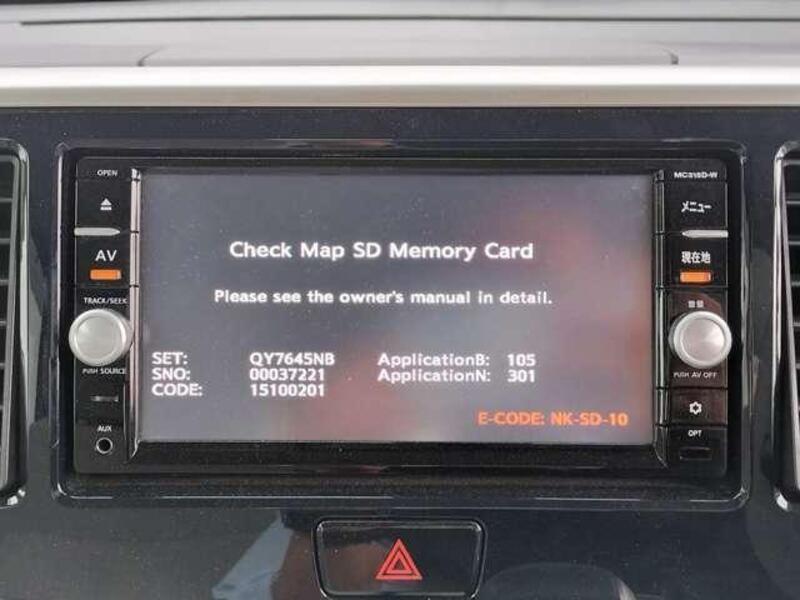 OPEN
MC315D-W
メニュー
AV
現在地
TRACK/SEEK
音量
PUSH SOURCE
PUSH AV OFF
AUX
OPT
Check Map SD Memory Card
Please see the owner's manual in detail.
SET: QY7645NB ApplicationB: 105
SNO: 00037221 ApplicationN: 301
CODE: 15100201
E-CODE: NK-SD-10